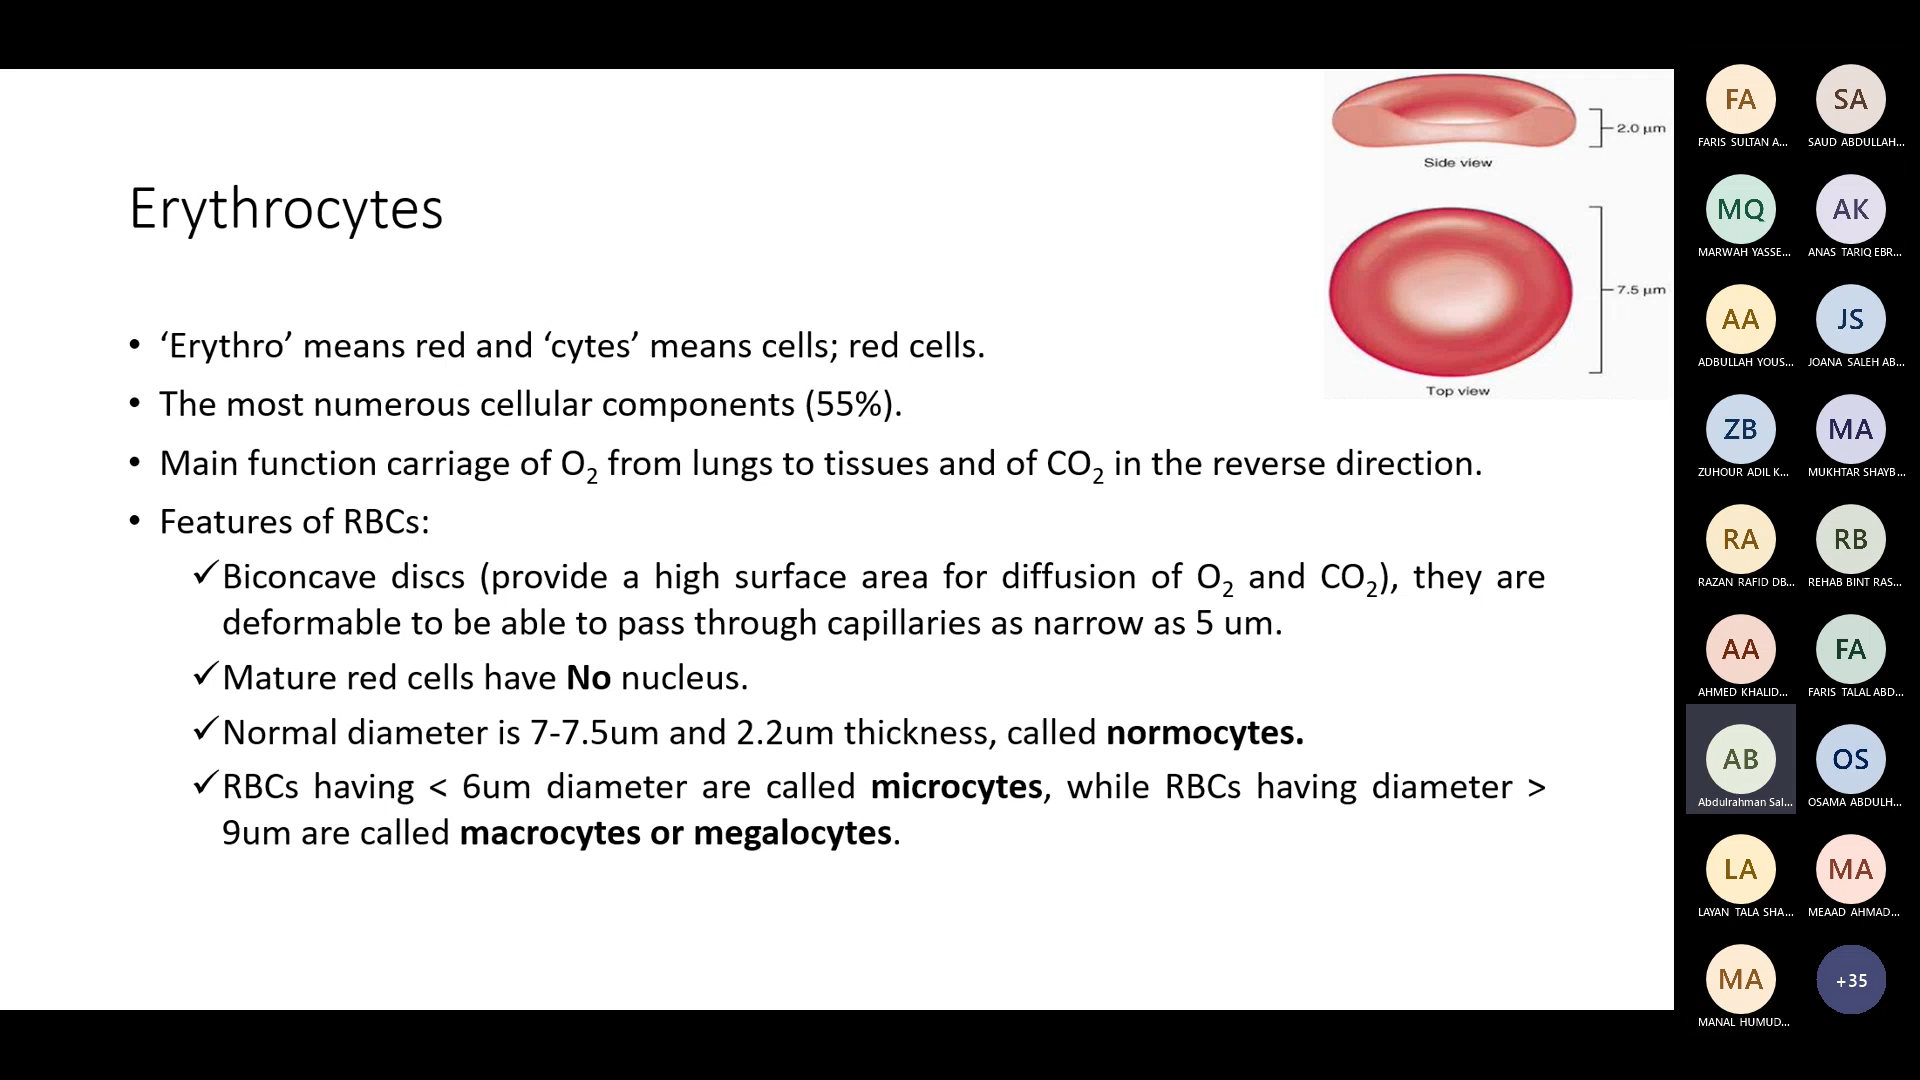 Erythrocytes
2.0 µm
Side view
7.5 µm
Top view
• ‘Erythro’ means red and ‘cytes’ means cells; red cells.
• The most numerous cellular components (55%).
• Main function carriage of O2 from lungs to tissues and of CO2 in the reverse direction.
• Features of RBCs:
✓Biconcave discs (provide a high surface area for diffusion of O2 and CO2), they are
deformable to be able to pass through capillaries as narrow as 5 um.
✓Mature red cells have No nucleus.
✓Normal diameter is 7-7.5um and 2.2um thickness, called normocytes.
✓RBCs having < 6um diameter are called microcytes, while RBCs having diameter >
9um are called macrocytes or megalocytes.
FA SA
FARIS SULTAN A... SAUD ABDULLAH...
MQ AK
MARWAH YASSE... ANAS TARIQ EBR...
AA JS
ADBULLAH YOUS... JOANA SALEH AB...
ZB MA
ZUHOUR ADIL K... MUKHTAR SHAYB...
RA RB
RAZAN RAFID DB... REHAB BINT RAS...
AA FA
AHMED KHALID... FARIS TALAL ABD...
AB OS
Abdulrahman Sal... OSAMA ABDULH...
LA MA
LAYAN TALA SHA... MEAAD AHMAD...
MA +35
MANAL HUMUD...